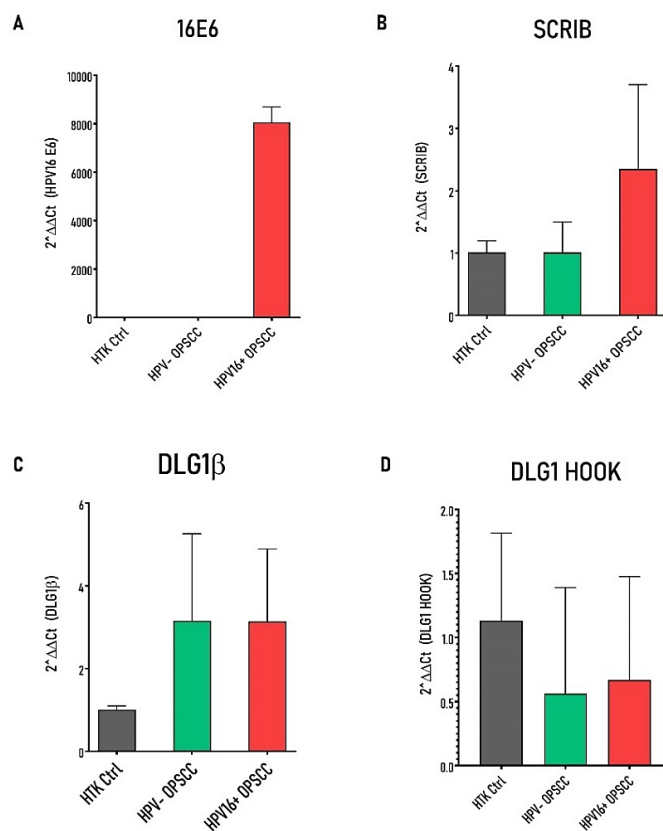 A
16E6
2^ΔΔCt (HPV16 E6)
10000
8000
6000
4000
2000
0
HTK Ctrl
HPV- OPSCC
HPV16+ OPSCC
B
SCRIB
2^ΔΔCt (SCRIB)
4
3
2
1
0
HTK Ctrl
HPV- OPSCC
HPV16+ OPSCC
C
DLG1β
2^ΔΔCt (DLG1β)
6
4
2
0
HTK Ctrl
HPV- OPSCC
HPV16+ OPSCC
D
DLG1 HOOK
2^ΔΔCt (DLG1 HOOK)
2.0
1.5
1.0
0.5
0.0
HTK Ctrl
HPV- OPSCC
HPV16+ OPSCC